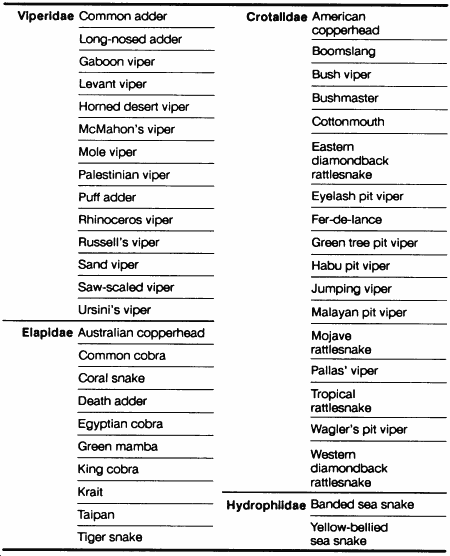 Viperidae Common adder
Long-nosed adder
Gaboon viper
Levant viper
Horned desert viper
McMahon's viper
Mole viper
Palestinian viper
Puff adder
Rhinoceros viper
Russell's viper
Sand viper
Saw-scaled viper
Ursini's viper
Elapidae Australian copperhead
Common cobra
Coral snake
Death adder
Egyptian cobra
Green mamba
King cobra
Krait
Taipan
Tiger snake
Crotalidae American
copperhead
Boomslang
Bush viper
Bushmaster
Cottonmouth
Eastern
diamondback
rattlesnake
Eyelash pit viper
Fer-de-lance
Green tree pit viper
Habu pit viper
Jumping viper
Malayan pit viper
Mojave
rattlesnake
Pallas' viper
Tropical
rattlesnake
Wagler's pit viper
Western
diamondback
rattlesnake
Hydrophiidae Banded sea snake
Yellow-bellied
sea snake